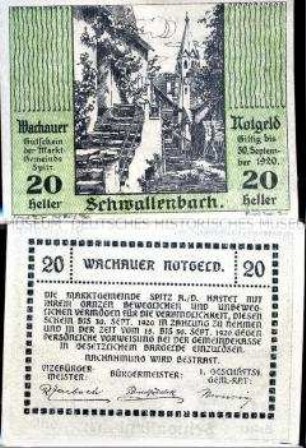 Wachauer
Gutschein
der Markt
Gemeinde
Spitz.
20
Heller
Notgeld
Giltig bis
30. Septem-
ber 1920.
20
Heller
Schwallenbach.
20 WACHAUER NOTGELD. 20
DIE MARKTGEMEINDE SPITZ A./D. HAFTET MIT
IHREM GANZEN BEWEGLICHEN UND UNBEWEG-
LICHEN VERMÖGEN FÜR DIE VERBINDLICHKEIT, DIESEN
SCHEIN BIS 30. SEPT. 1920 IN ZAHLUNG ZU NEHMEN
UND IN DER ZEIT VOM 15. BIS 30. SEPT. 1920 GEGEN
PERSÖNLICHE VORWEISUNG BEI DER GEMEINDEKASSE
IN GESETZLICHEM BARGELDE EINZULÖSEN.
NACHAHMUNG WIRD BESTRAFT.
VIZEBÜRGER-
MEISTER:
BÜRGERMEISTER:
1. GESCHÄFTSF.
GEM.-RAT: